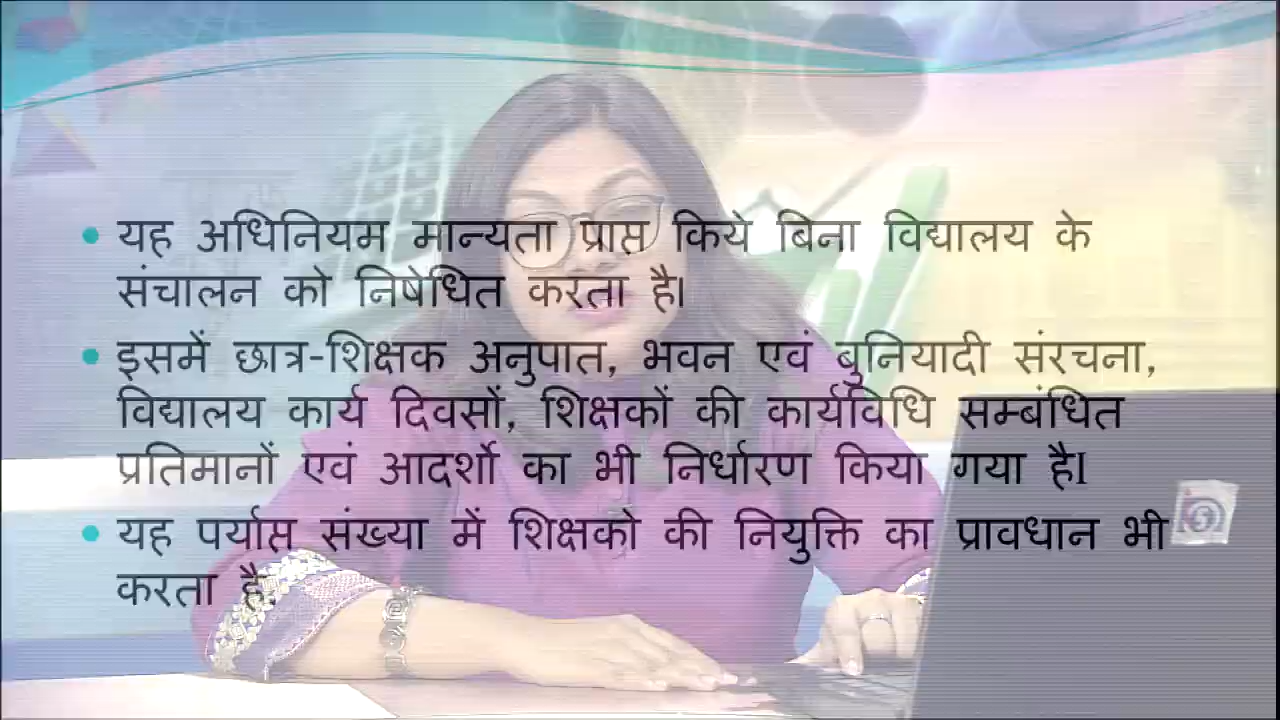 यह अधिनियम मान्यता प्राप्त किये बिना विद्यालय के
संचालन को निषेधित करता है।
इसमें छात्र-शिक्षक अनुपात, भवन एवं बुनियादी संरचना,
विद्यालय कार्य दिवसों, शिक्षकों की कार्यविधि सम्बंधित
प्रतिमानों एवं आदर्शो का भी निर्धारण किया गया हैI
यह पर्याप्त संख्या में शिक्षको की नियुक्ति का प्रावधान भी
करता है.